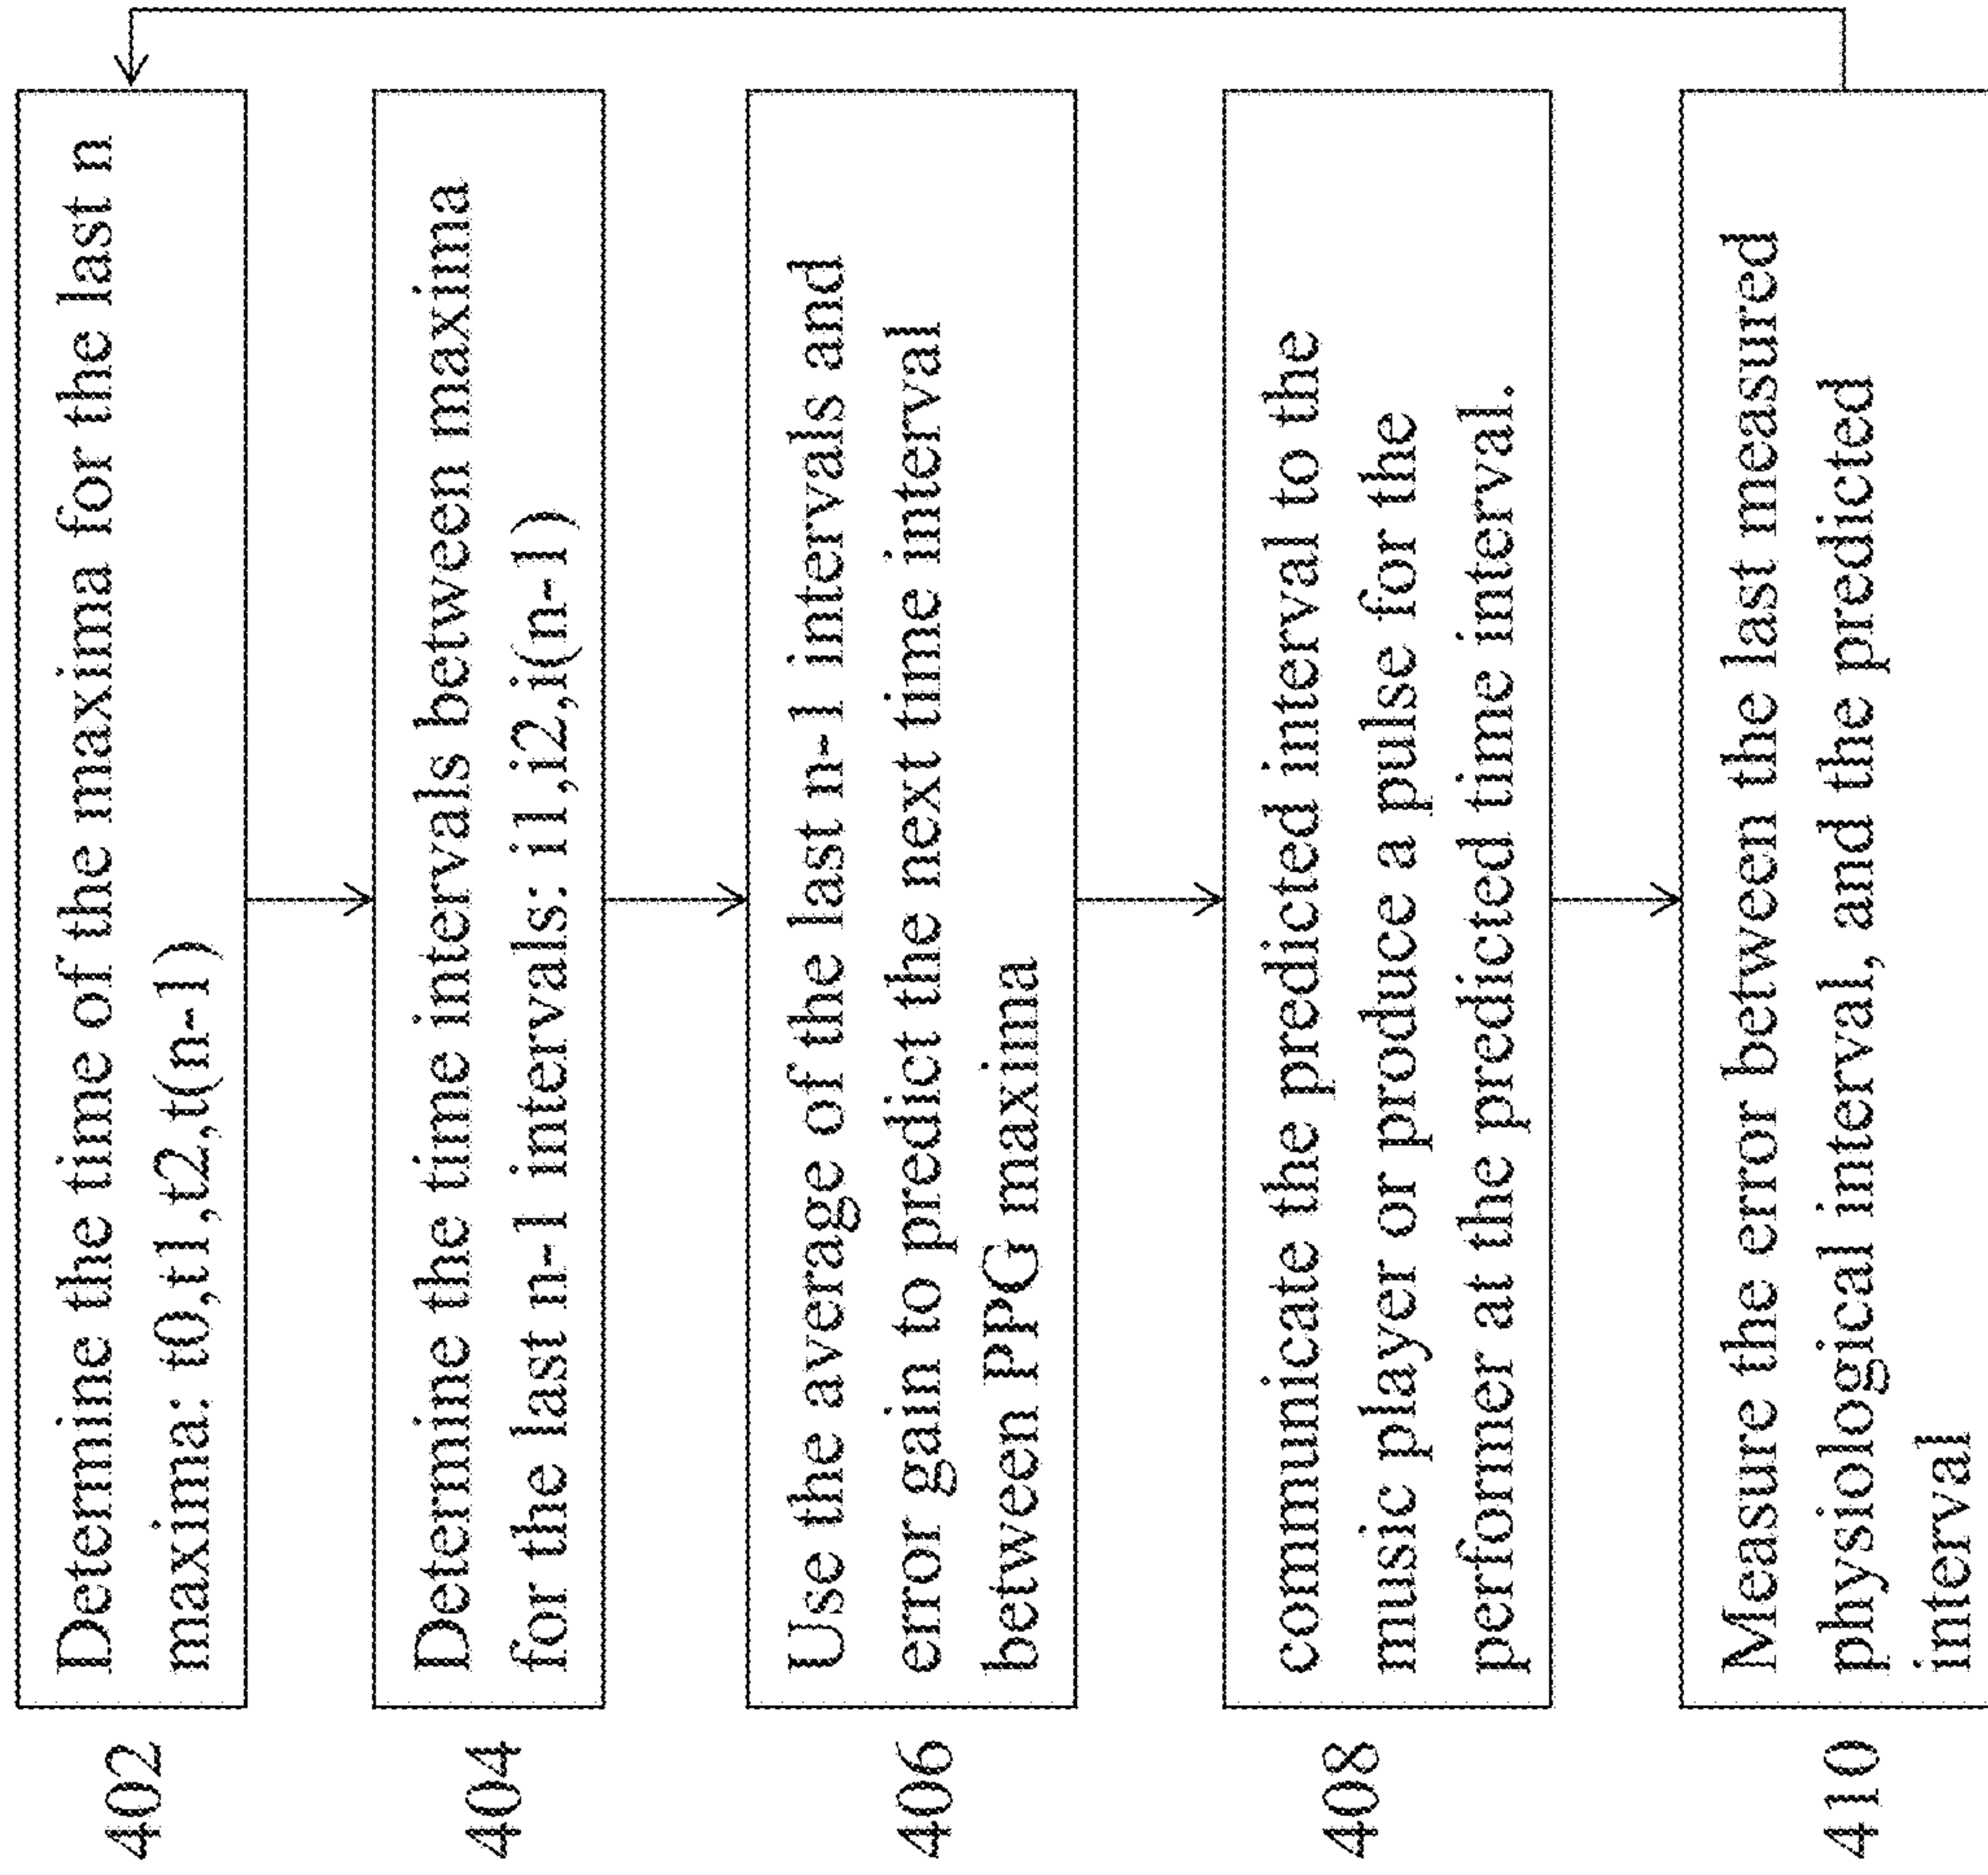 402
Determine the time of the maxima for the last n
maxima: t0,t1,t2,t(n-1)
404
Determine the time intervals between maxima
for the last n-1 intervals: i1,i2,i(n-1)
406
Use the average of the last n-1 intervals and
error gain to predict the next time interval
between PPG maxima
408
communicate the predicted interval to the
music player or produce a pulse for the
performer at the predicted time interval.
410
Measure the error between the last measured
physiological interval, and the predicted
interval